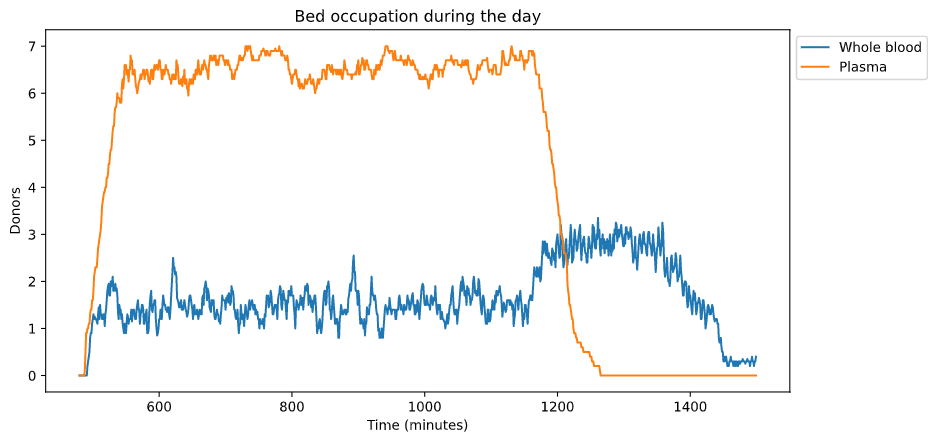 Bed occupation during the day
Whole blood
Plasma
Donors
7
6
5
4
3
2
1
0
600
800
1000
1200
1400
Time (minutes)